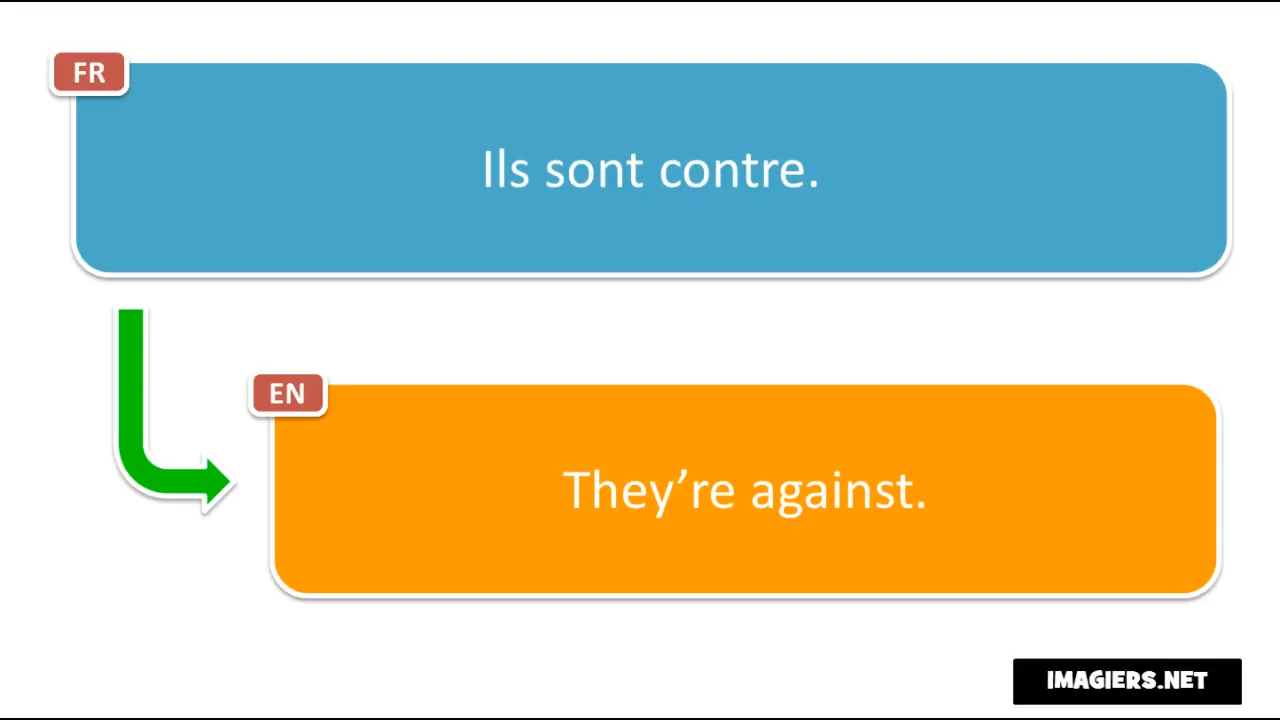 FR
Ils sont contre.
EN
They’re against.
IMAGIERS.NET